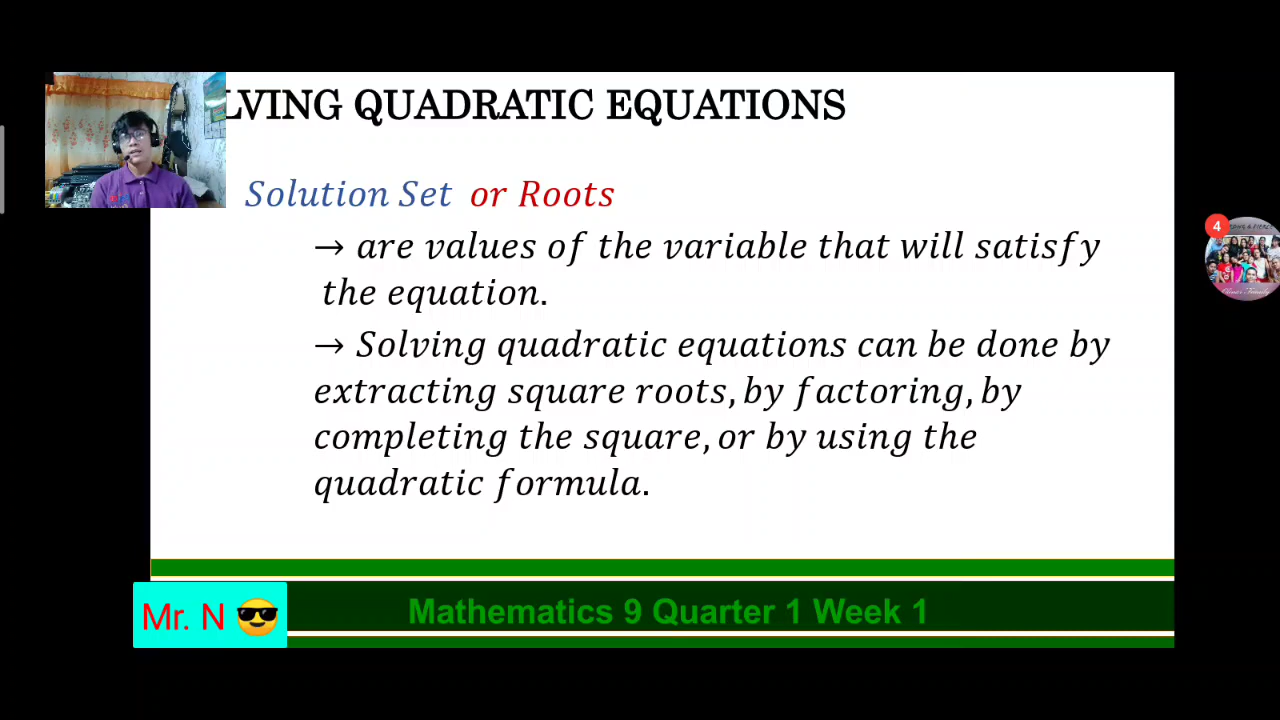 LVING QUADRATIC EQUATIONS
Solution Set or Roots
→ are values of the variable that will satisfy
the equation.
→ Solving quadratic equations can be done by
extracting square roots, by factoring, by
completing the square, or by using the
quadratic formula.
Mr. N 😎
Mathematics 9 Quarter 1 Week 1
4